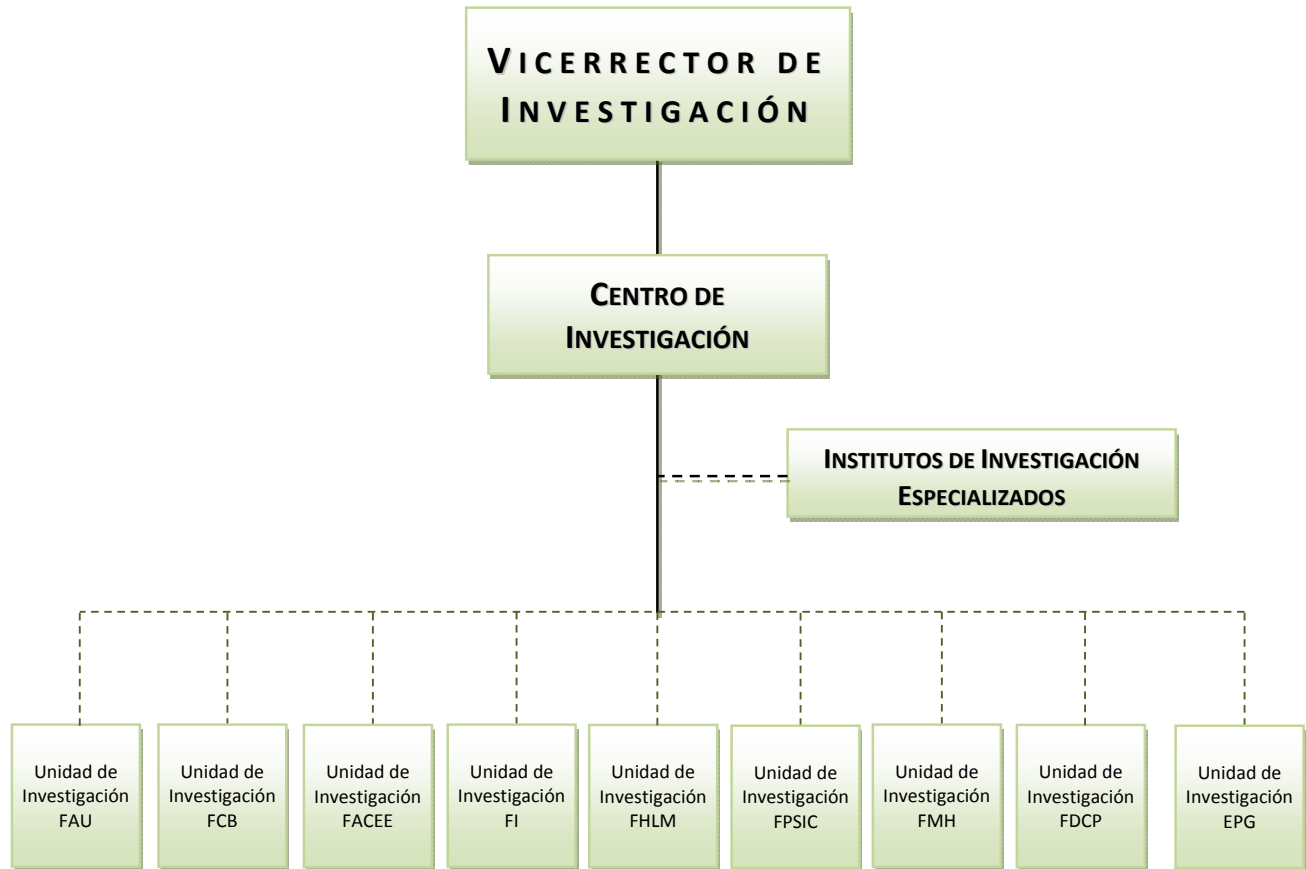 VICERRECTOR DE
INVESTIGACIÓN
CENTRO DE
INVESTIGACIÓN
INSTITUTOS DE INVESTIGACIÓN
ESPECIALIZADOS
Unidad de
Investigación
FAU
Unidad de
Investigación
FCB
Unidad de
Investigación
FACEE
Unidad de
Investigación
FI
Unidad de
Investigación
FHLM
Unidad de
Investigación
FPSIC
Unidad de
Investigación
FMH
Unidad de
Investigación
FDCP
Unidad de
Investigación
EPG